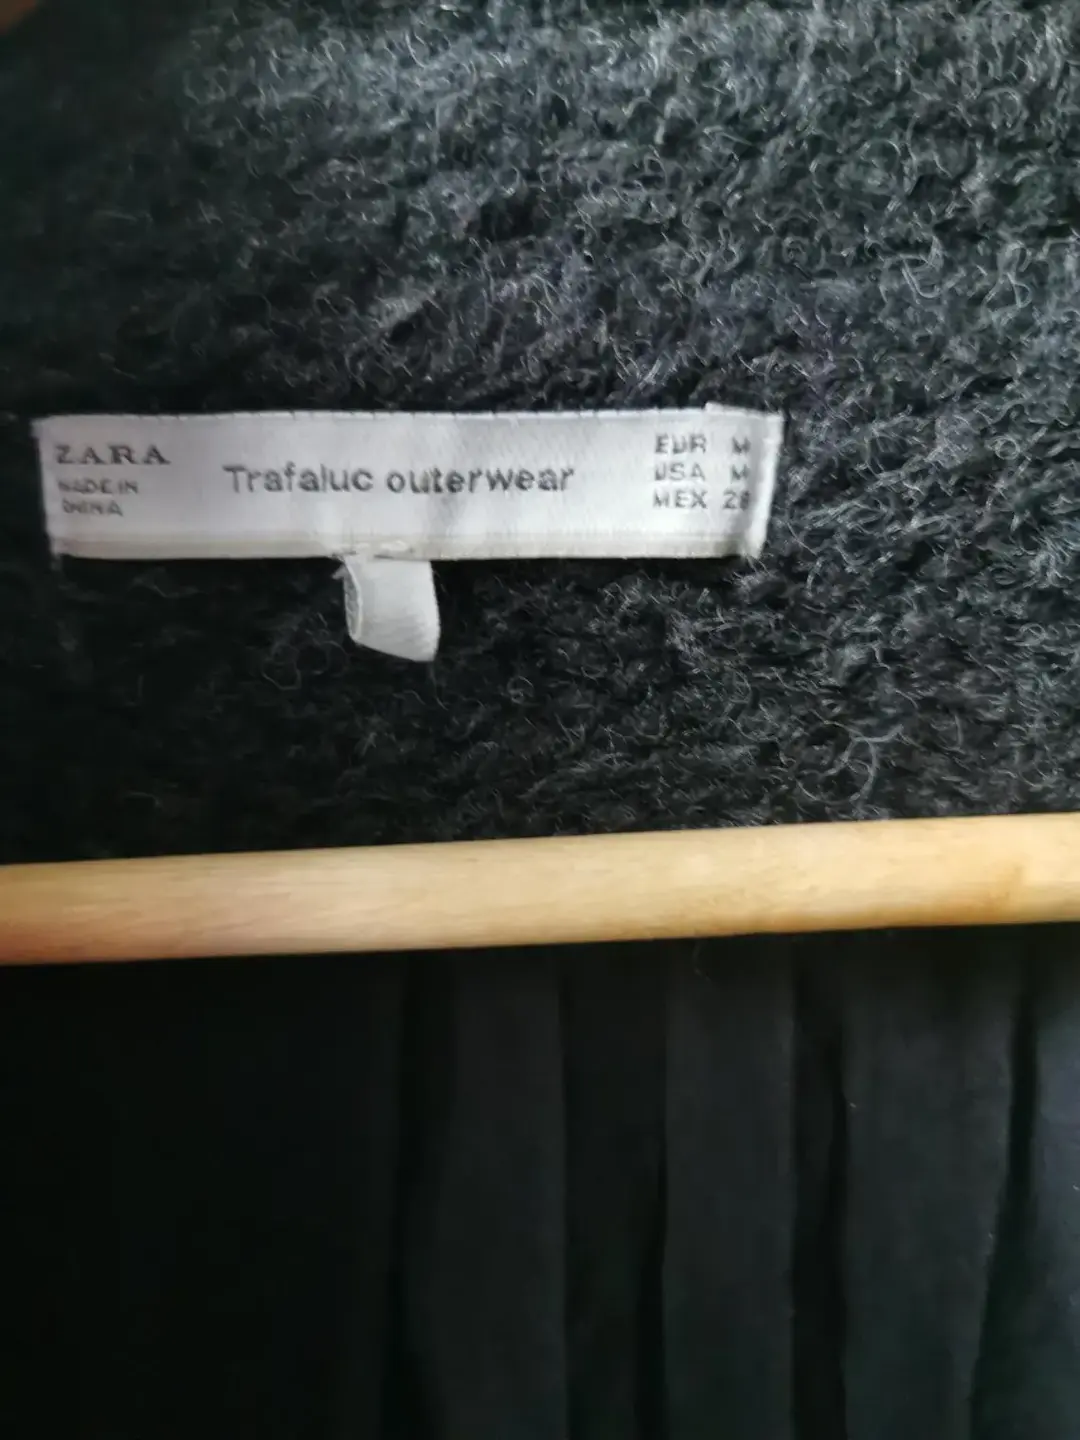 ZARA
MADE IN
CHINA
Trafaluc outerwear
EUR M
USA M
MEX 28